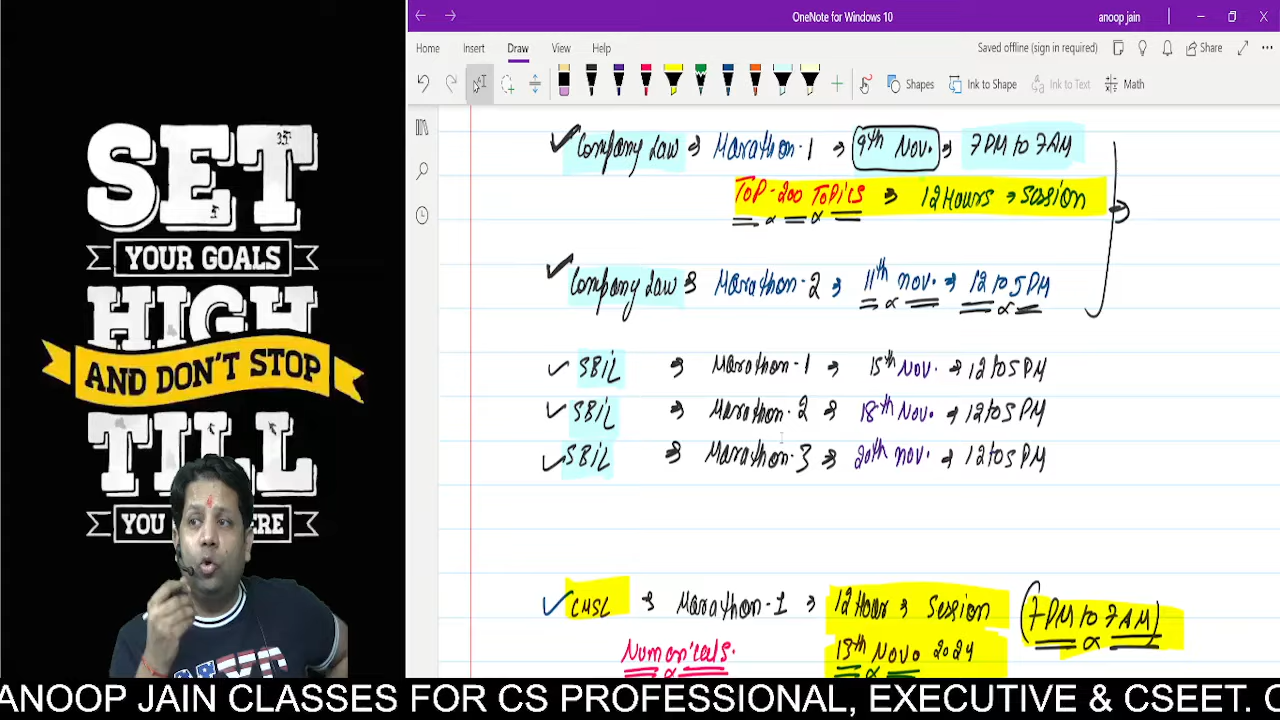 SET
YOUR GOALS
HIGH
AND DON'T STOP
TILL
YOU ERE
OneNote for Windows 10
anoop jain
Home Insert Draw View Help
Saved offline (sign in required)
Share
Shapes Ink to Shape Ink to Text Math
Company Law → Marathon-1 → 9th Nov. → 7PM to 7AM
TOP-200 TOPiCS → 12 Hours → Session
Company Law → Marathon-2 → 11th nov. → 12 to 5PM
SBiL → Marathon-1 → 15th Nov. → 12 to 5PM
SBiL → Marathon-2 → 18th Nov. → 12 to 5PM
SBiL → Marathon-3 → 20th nov. → 12 to 5PM
CMSL → Marathon-1 → 12 Hour → Session (7PM to 7AM)
Numericals. 13th Nov. 2024
ANOOP JAIN CLASSES FOR CS PROFESSIONAL, EXECUTIVE & CSEET.